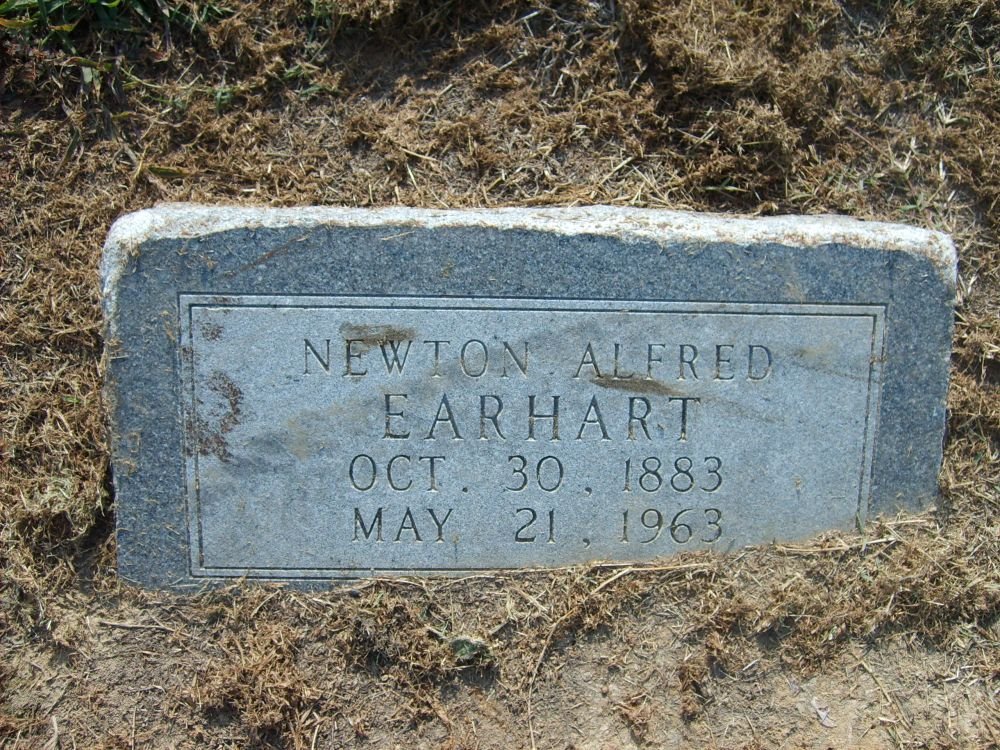 NEWTON ALFRED
EARHART
OCT. 30, 1883
MAY 21, 1963